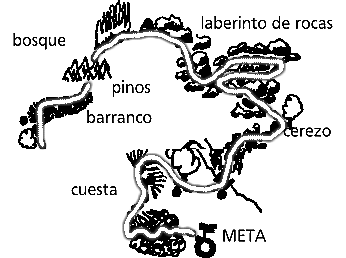 laberinto de rocas
bosque
pinos
barranco
cerezo
cuesta
META